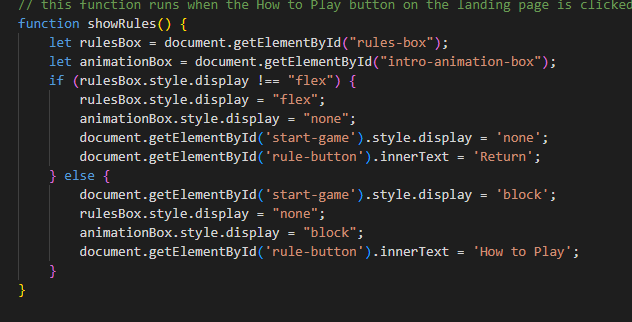 // this function runs when the How to Play button on the landing page is clicked
function showRules() {
    let rulesBox = document.getElementById("rules-box");
    let animationBox = document.getElementById("intro-animation-box");
    if (rulesBox.style.display !== "flex") {
        rulesBox.style.display = "flex";
        animationBox.style.display = "none";
        document.getElementById('start-game').style.display = 'none';
        document.getElementById('rule-button').innerText = 'Return';
    } else {
        document.getElementById('start-game').style.display = 'block';
        rulesBox.style.display = "none";
        animationBox.style.display = "block";
        document.getElementById('rule-button').innerText = 'How to Play';
    }
}